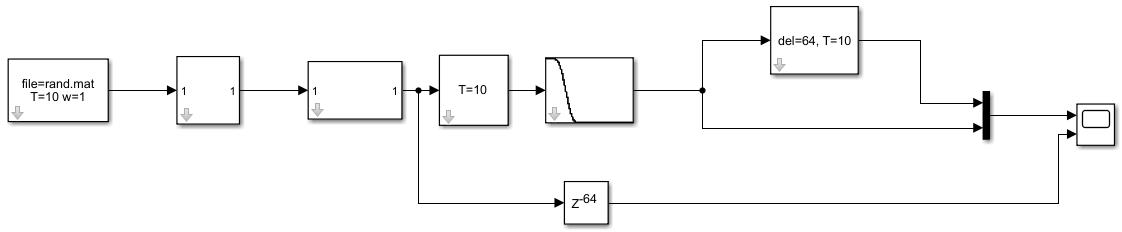 file=rand.mat
T=10 w=1
1 1
1 1
T=10
del=64, T=10
Z-64